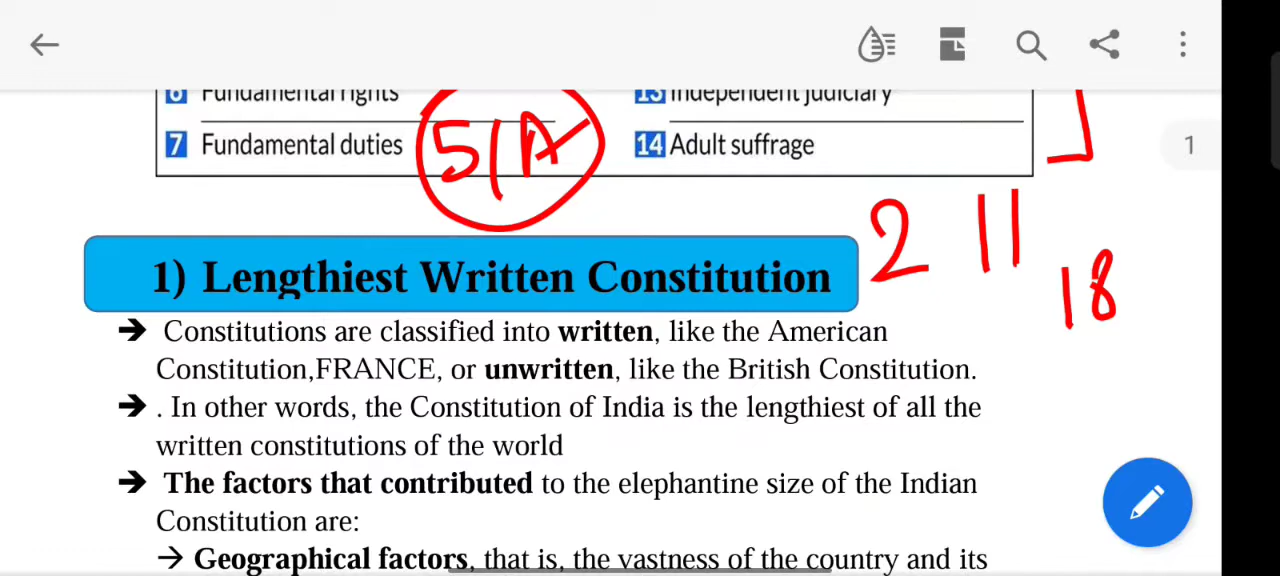 6 Fundamental rights 13 Independent judiciary
7 Fundamental duties 51A 14 Adult suffrage
1
2 11
18
1) Lengthiest Written Constitution
➔ Constitutions are classified into written, like the American
Constitution,FRANCE, or unwritten, like the British Constitution.
➔ . In other words, the Constitution of India is the lengthiest of all the
written constitutions of the world
➔ The factors that contributed to the elephantine size of the Indian
Constitution are:
→ Geographical factors, that is, the vastness of the country and its